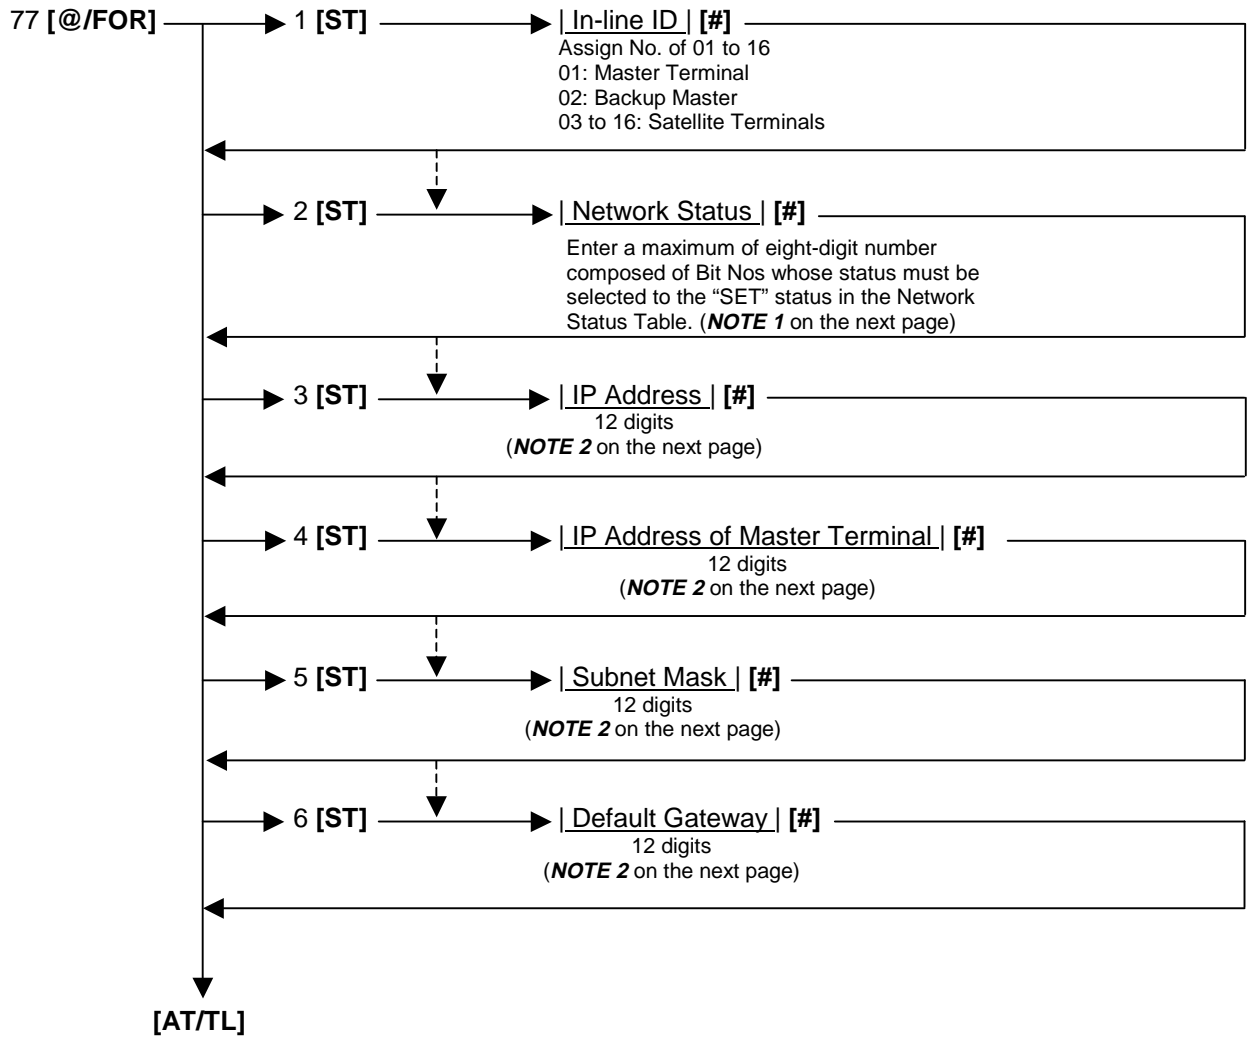 77 [@/FOR] 1 [ST] | In-line ID | [#]
Assign No. of 01 to 16
01: Master Terminal
02: Backup Master
03 to 16: Satellite Terminals
2 [ST] | Network Status | [#]
Enter a maximum of eight-digit number
composed of Bit Nos whose status must be
selected to the “SET” status in the Network
Status Table. (NOTE 1 on the next page)
3 [ST] | IP Address | [#]
12 digits
(NOTE 2 on the next page)
4 [ST] | IP Address of Master Terminal | [#]
12 digits
(NOTE 2 on the next page)
5 [ST] | Subnet Mask | [#]
12 digits
(NOTE 2 on the next page)
6 [ST] | Default Gateway | [#]
12 digits
(NOTE 2 on the next page)
[AT/TL]